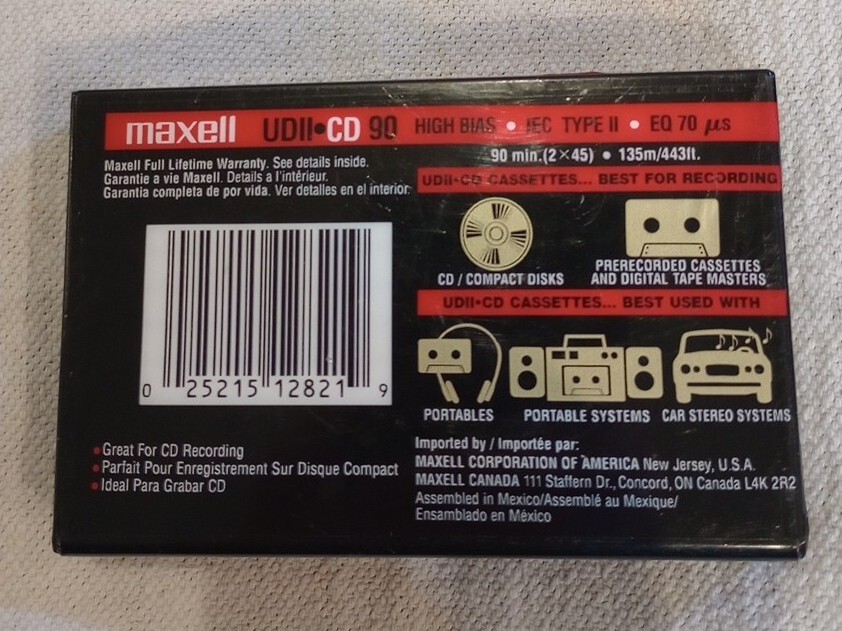 maxell UDII•CD 90 HIGH BIAS • IEC TYPE II • EQ 70 µs
90 min.(2×45) • 135m/443ft.
Maxell Full Lifetime Warranty. See details inside.
Garantie a vie Maxell. Details a l'intérieur.
Garantia completa de por vida. Ver detalles en el interior.
UDII•CD CASSETTES... BEST FOR RECORDING
CD / COMPACT DISKS
PRERECORDED CASSETTES
AND DIGITAL TAPE MASTERS
UDII•CD CASSETTES... BEST USED WITH
PORTABLES
PORTABLE SYSTEMS
CAR STEREO SYSTEMS
0 25215 12821 9
•Great For CD Recording
•Parfait Pour Enregistrement Sur Disque Compact
•Ideal Para Grabar CD
Imported by / Importée par:
MAXELL CORPORATION OF AMERICA New Jersey, U.S.A.
MAXELL CANADA 111 Staffern Dr., Concord, ON Canada L4K 2R2
Assembled in Mexico/Assemblé au Mexique/
Ensamblado en México